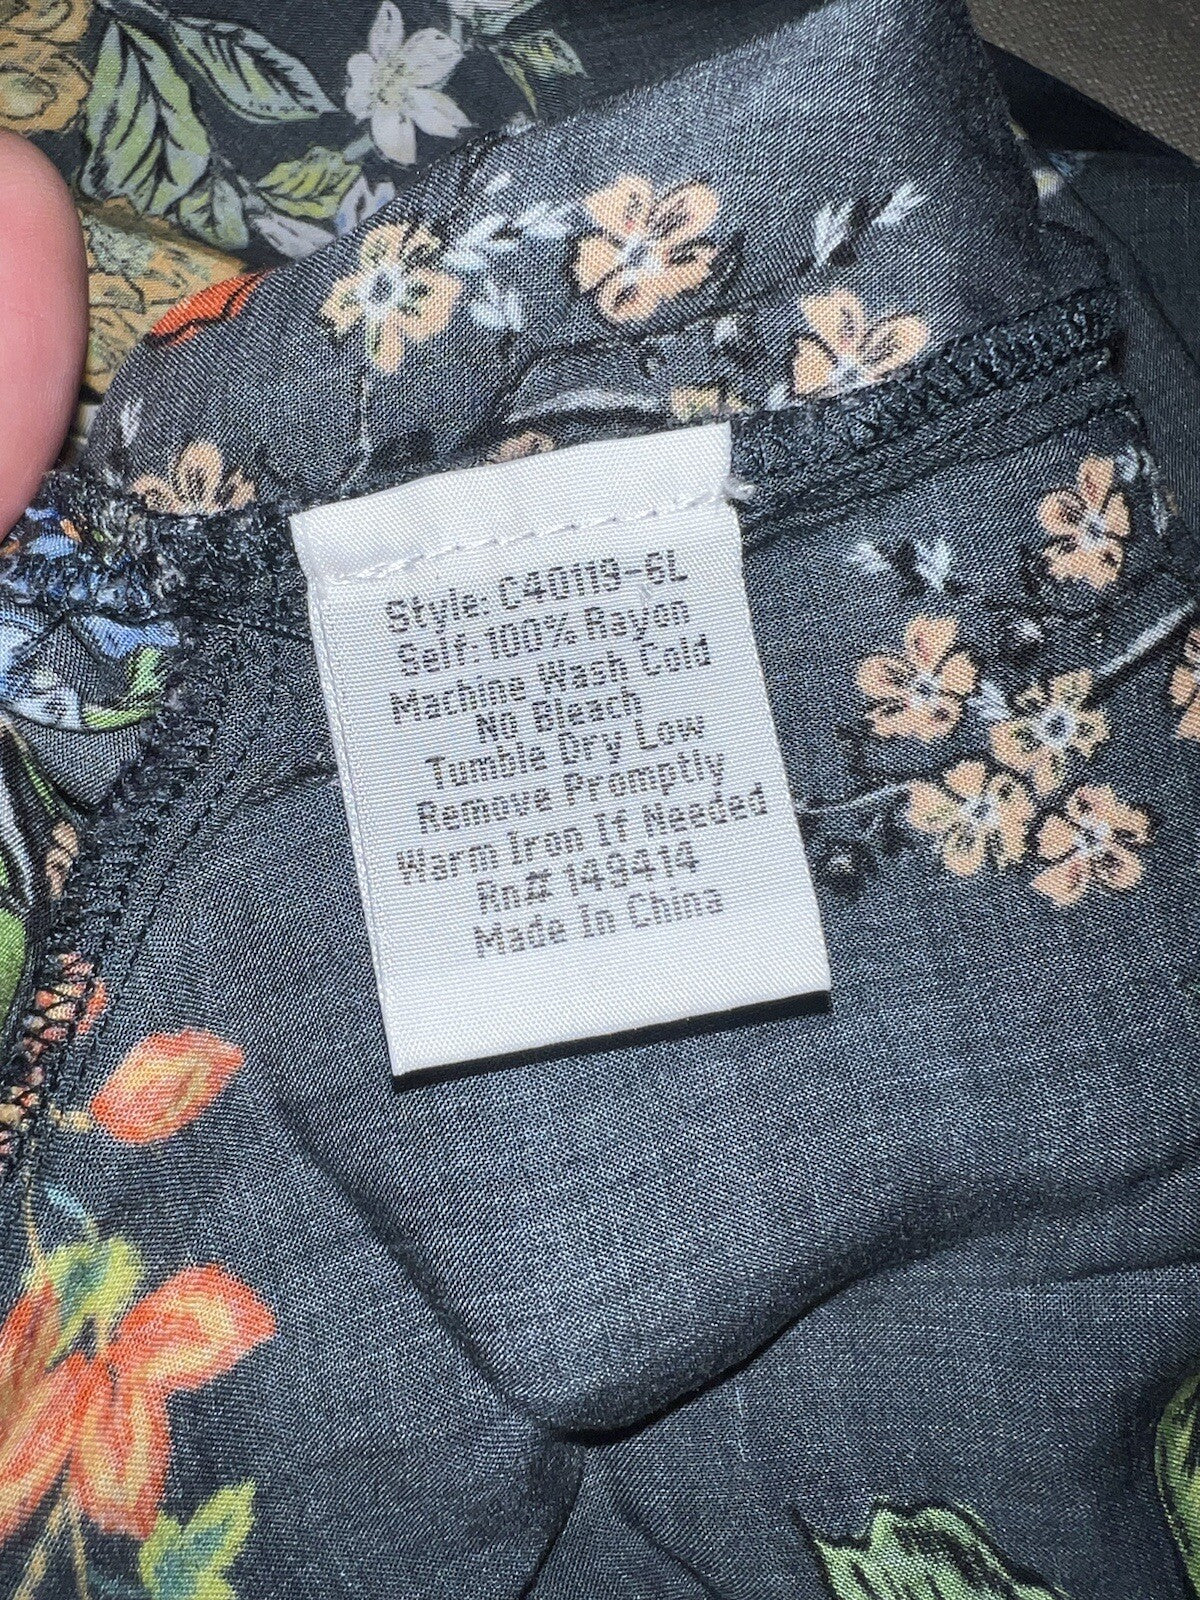 Style: C40119-6L
Self: 100% Rayon
Machine Wash Cold
No Bleach
Tumble Dry Low
Remove Promptly
Warm Iron If Needed
Rn# 149414
Made In China